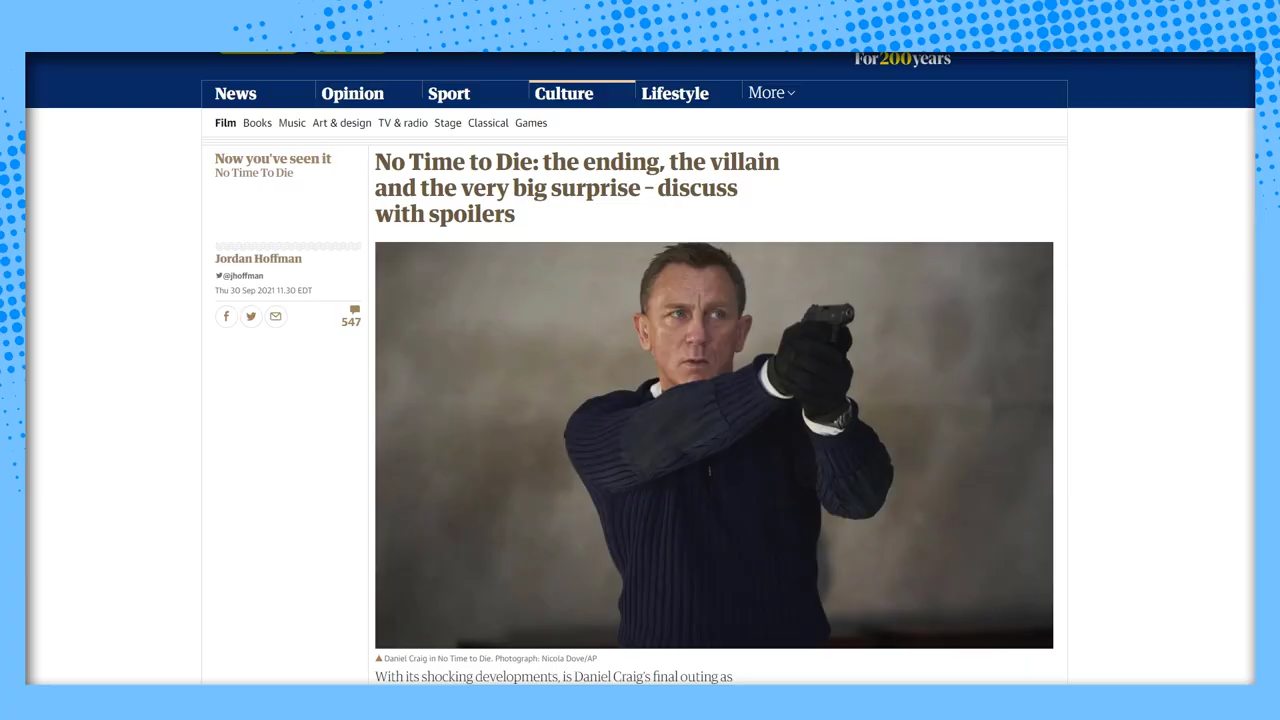 For200years
News
Opinion
Sport
Culture
Lifestyle
More
Film Books Music Art & design TV & radio Stage Classical Games
Now you've seen it
No Time To Die
No Time to Die: the ending, the villain
and the very big surprise – discuss
with spoilers
Jordan Hoffman
@jhoffman
Thu 30 Sep 2021 11.30 EDT
547
Daniel Craig in No Time to Die. Photograph: Nicola Dove/AP
With its shocking developments, is Daniel Craig's final outing as